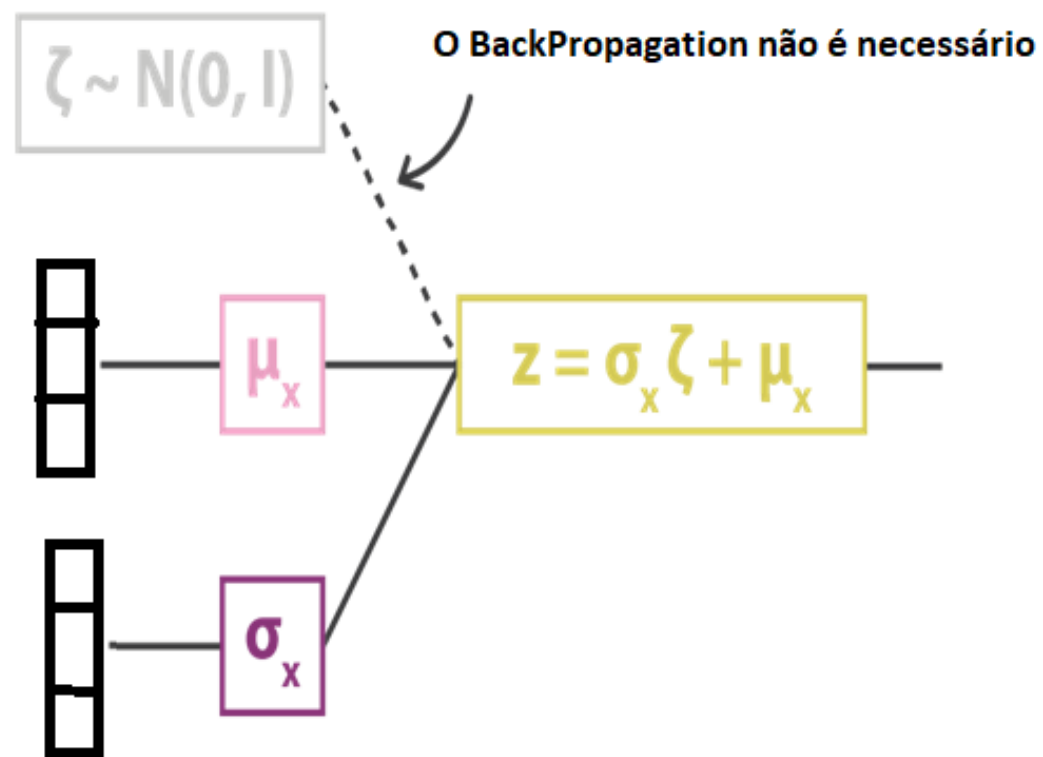 ζ ~ N(0, I)
O BackPropagation não é necessário
μx
z = σxζ + μx
σx